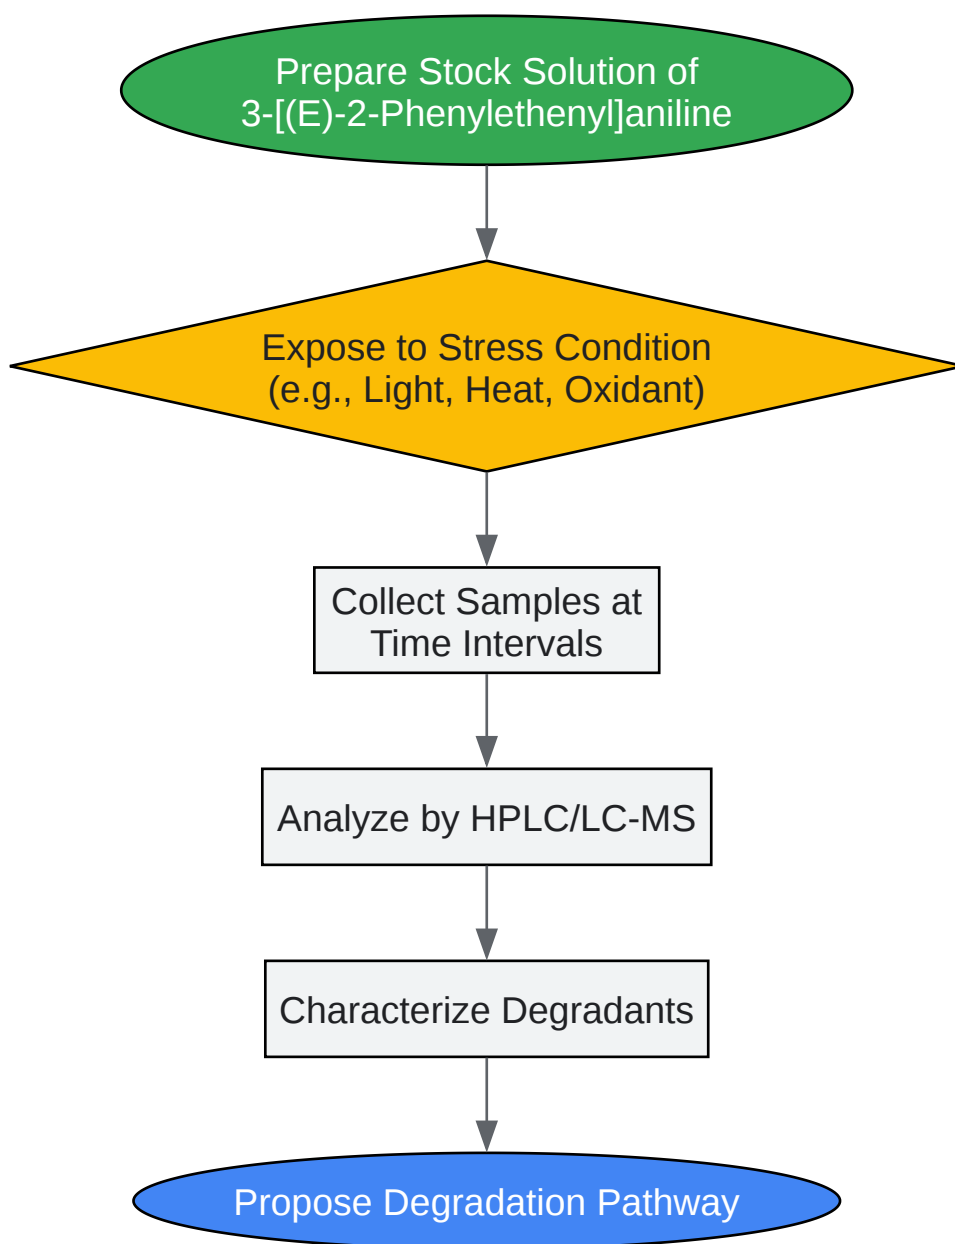 Prepare Stock Solution of
3-[(E)-2-Phenylethenyl]aniline
Expose to Stress Condition
(e.g., Light, Heat, Oxidant)
Collect Samples at
Time Intervals
Analyze by HPLC/LC-MS
Characterize Degradants
Propose Degradation Pathway